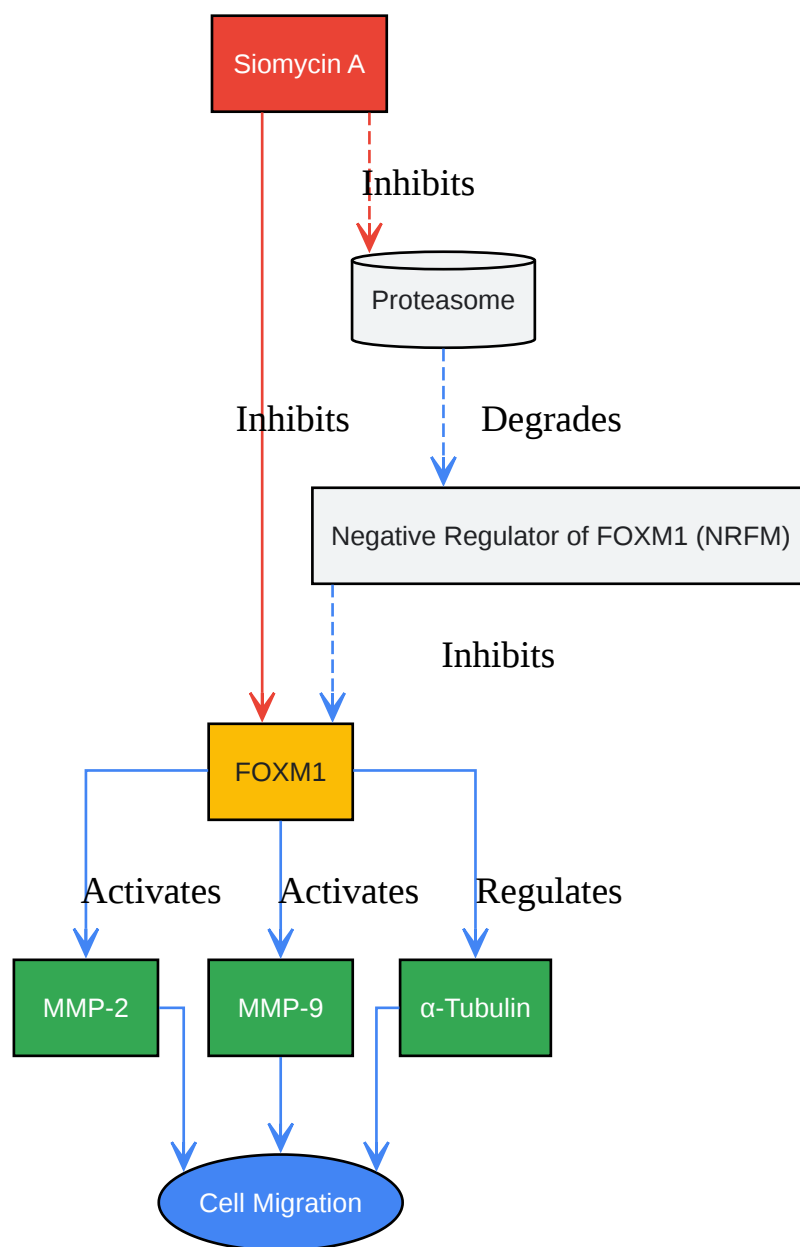 Siomycin A
Inhibits
Proteasome
Inhibits
Degrades
Negative Regulator of FOXM1 (NRFM)
Inhibits
FOXM1
Activates
Activates
Regulates
MMP-2
MMP-9
α-Tubulin
Cell Migration